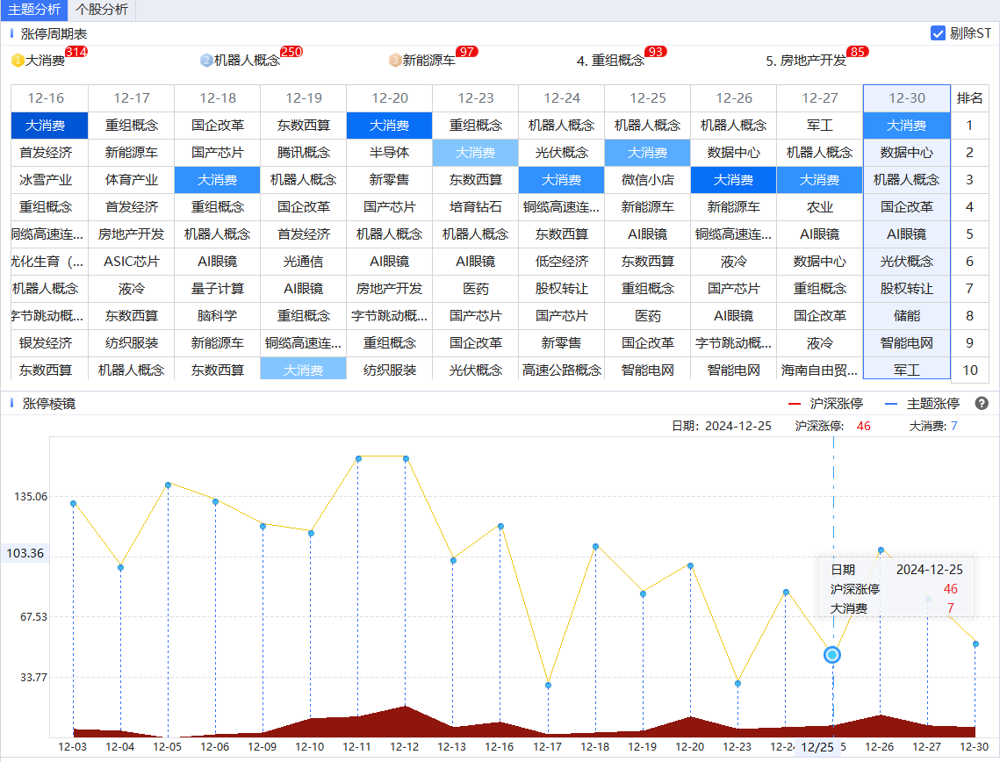 主题分析 个股分析
涨停周期表 剔除ST
1 大消费 314 2 机器人概念 250 3 新能源车 97 4. 重组概念 93 5. 房地产开发 85
12-16 12-17 12-18 12-19 12-20 12-23 12-24 12-25 12-26 12-27 12-30 排名
大消费 重组概念 国企改革 东数西算 大消费 重组概念 机器人概念 机器人概念 机器人概念 军工 大消费 1
首发经济 新能源车 国产芯片 腾讯概念 半导体 大消费 光伏概念 大消费 数据中心 机器人概念 数据中心 2
冰雪产业 体育产业 大消费 机器人概念 新零售 东数西算 大消费 微信小店 大消费 大消费 机器人概念 3
重组概念 首发经济 重组概念 国企改革 国产芯片 培育钻石 铜缆高速连... 新能源车 新能源车 农业 国企改革 4
铜缆高速连... 房地产开发 机器人概念 首发经济 机器人概念 机器人概念 东数西算 AI眼镜 铜缆高速连... AI眼镜 AI眼镜 5
优化生育（... ASIC芯片 AI眼镜 光通信 AI眼镜 AI眼镜 低空经济 东数西算 液冷 数据中心 光伏概念 6
机器人概念 液冷 量子计算 AI眼镜 房地产开发 医药 股权转让 重组概念 国产芯片 重组概念 股权转让 7
字节跳动概... 东数西算 脑科学 重组概念 字节跳动概... 国产芯片 国产芯片 医药 AI眼镜 国企改革 储能 8
银发经济 纺织服装 新能源车 铜缆高速连... 重组概念 国企改革 新零售 国企改革 字节跳动概... 液冷 智能电网 9
东数西算 机器人概念 东数西算 大消费 纺织服装 光伏概念 高速公路概念 智能电网 智能电网 海南自由贸... 军工 10
涨停棱镜 沪深涨停 主题涨停 ?
日期: 2024-12-25 沪深涨停: 46 大消费: 7
135.06
103.36
67.53
33.77
日期 2024-12-25
沪深涨停 46
大消费 7
12-03 12-04 12-05 12-06 12-09 12-10 12-11 12-12 12-13 12-16 12-17 12-18 12-19 12-20 12-23 12-24 12/25 5 12-26 12-27 12-30